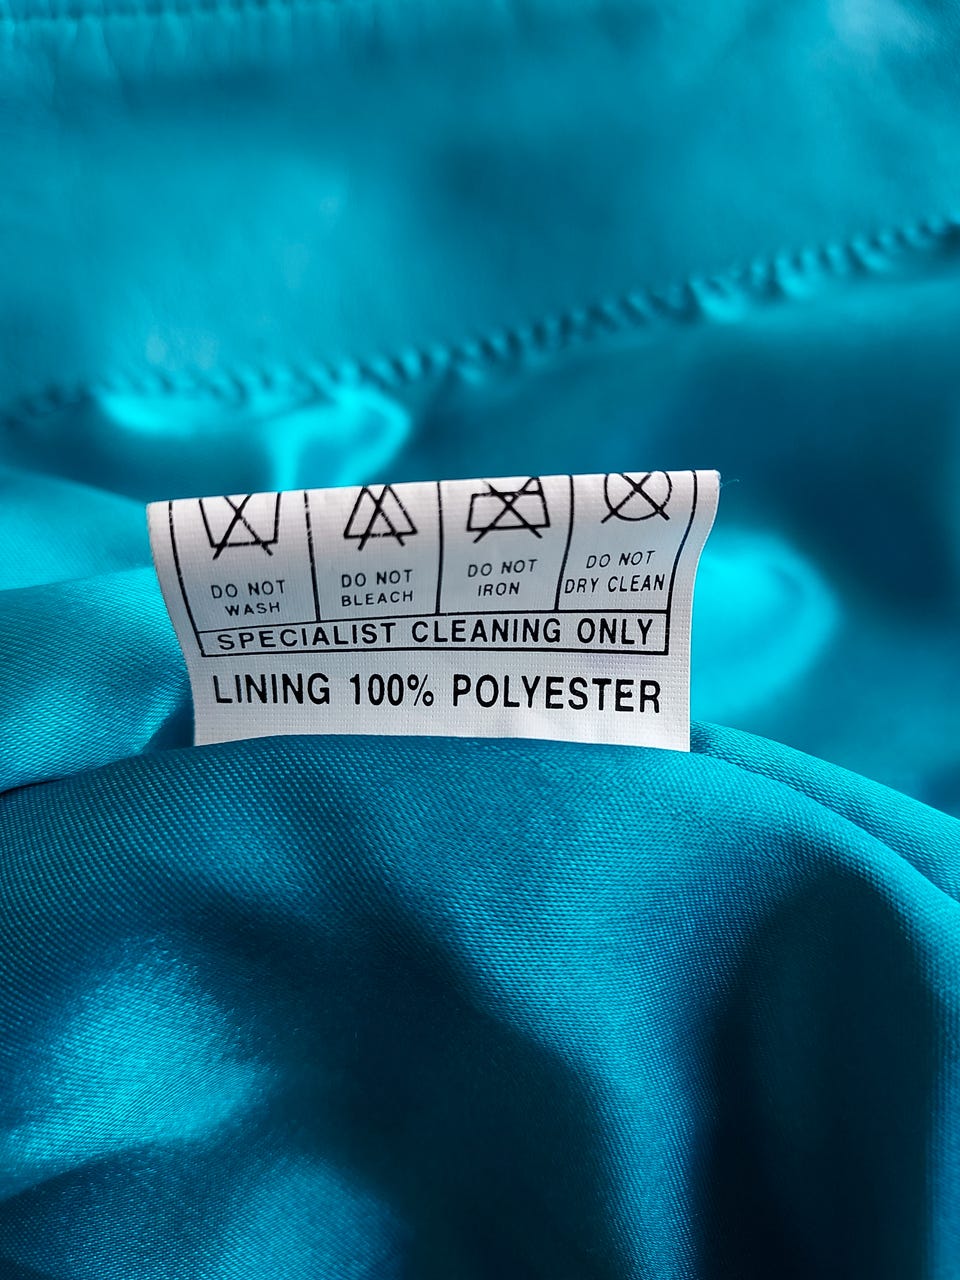 DO NOT WASH
DO NOT BLEACH
DO NOT IRON
DO NOT DRY CLEAN
SPECIALIST CLEANING ONLY
LINING 100% POLYESTER